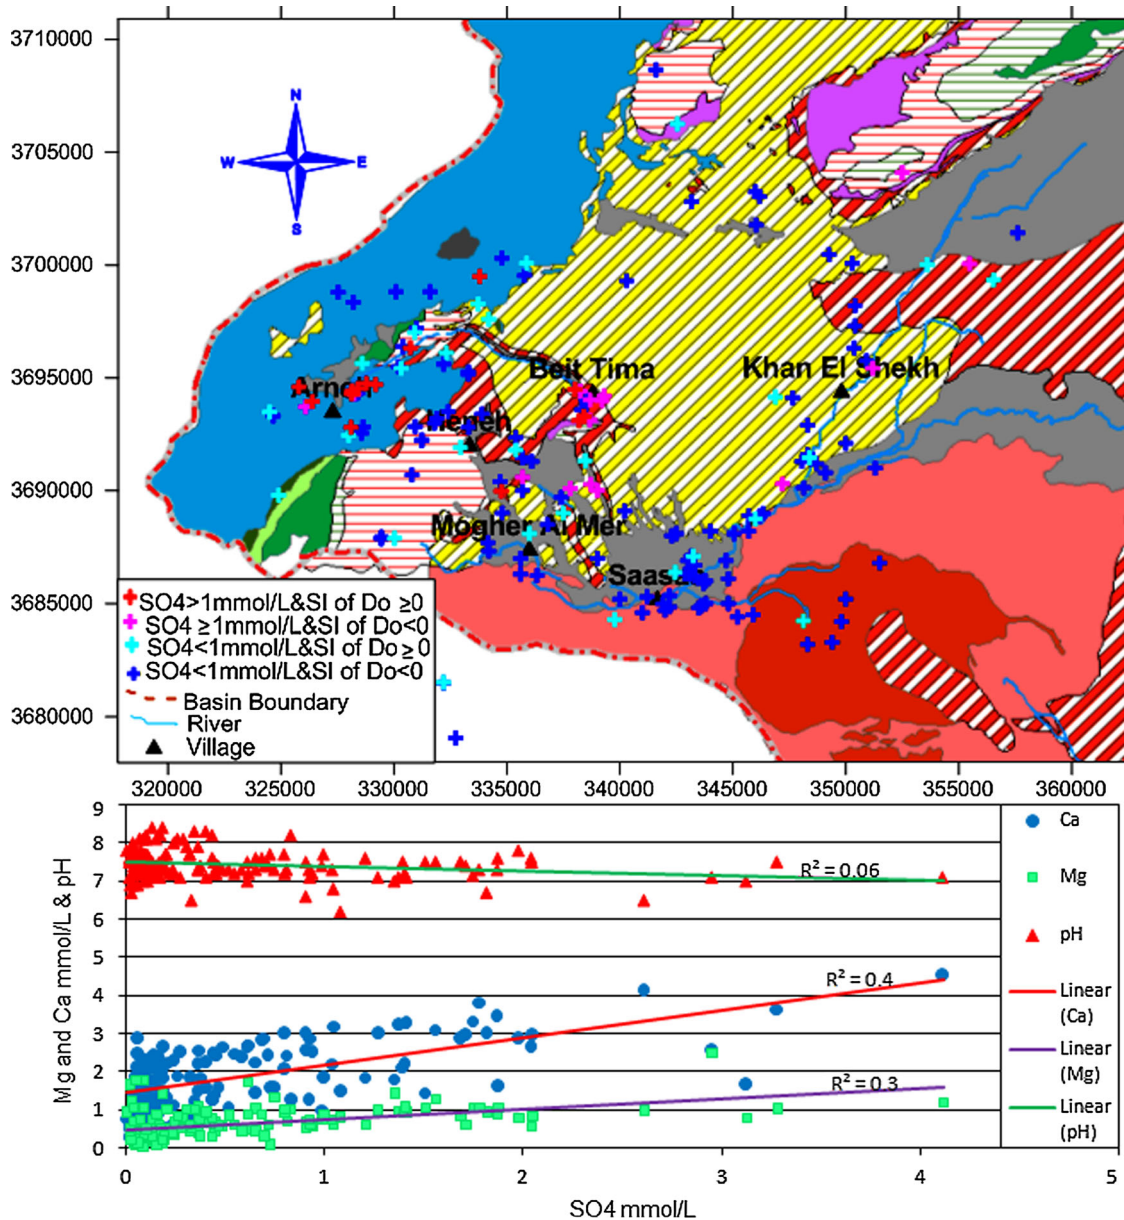 3710000
3705000
3700000
3695000
3690000
3685000
3680000
N
W E
S
Beit Tima
Khan El Shekh
Arneh
Heneh
Mogher Al Mer
Saasaa
SO4>1mmol/L&SI of Do ≥0
SO4 ≥1mmol/L&SI of Do<0
SO4<1mmol/L&SI of Do≥0
SO4<1mmol/L&SI of Do<0
Basin Boundary
River
Village
320000 325000 330000 335000 340000 345000 350000 355000 360000
9
8
7
6
5
4
3
2
1
0
Mg and Ca mmol/L & pH
R² = 0.06
R² = 0.4
R² = 0.3
Ca
Mg
pH
Linear
(Ca)
Linear
(Mg)
Linear
(pH)
0 1 2 3 4 5
SO4 mmol/L